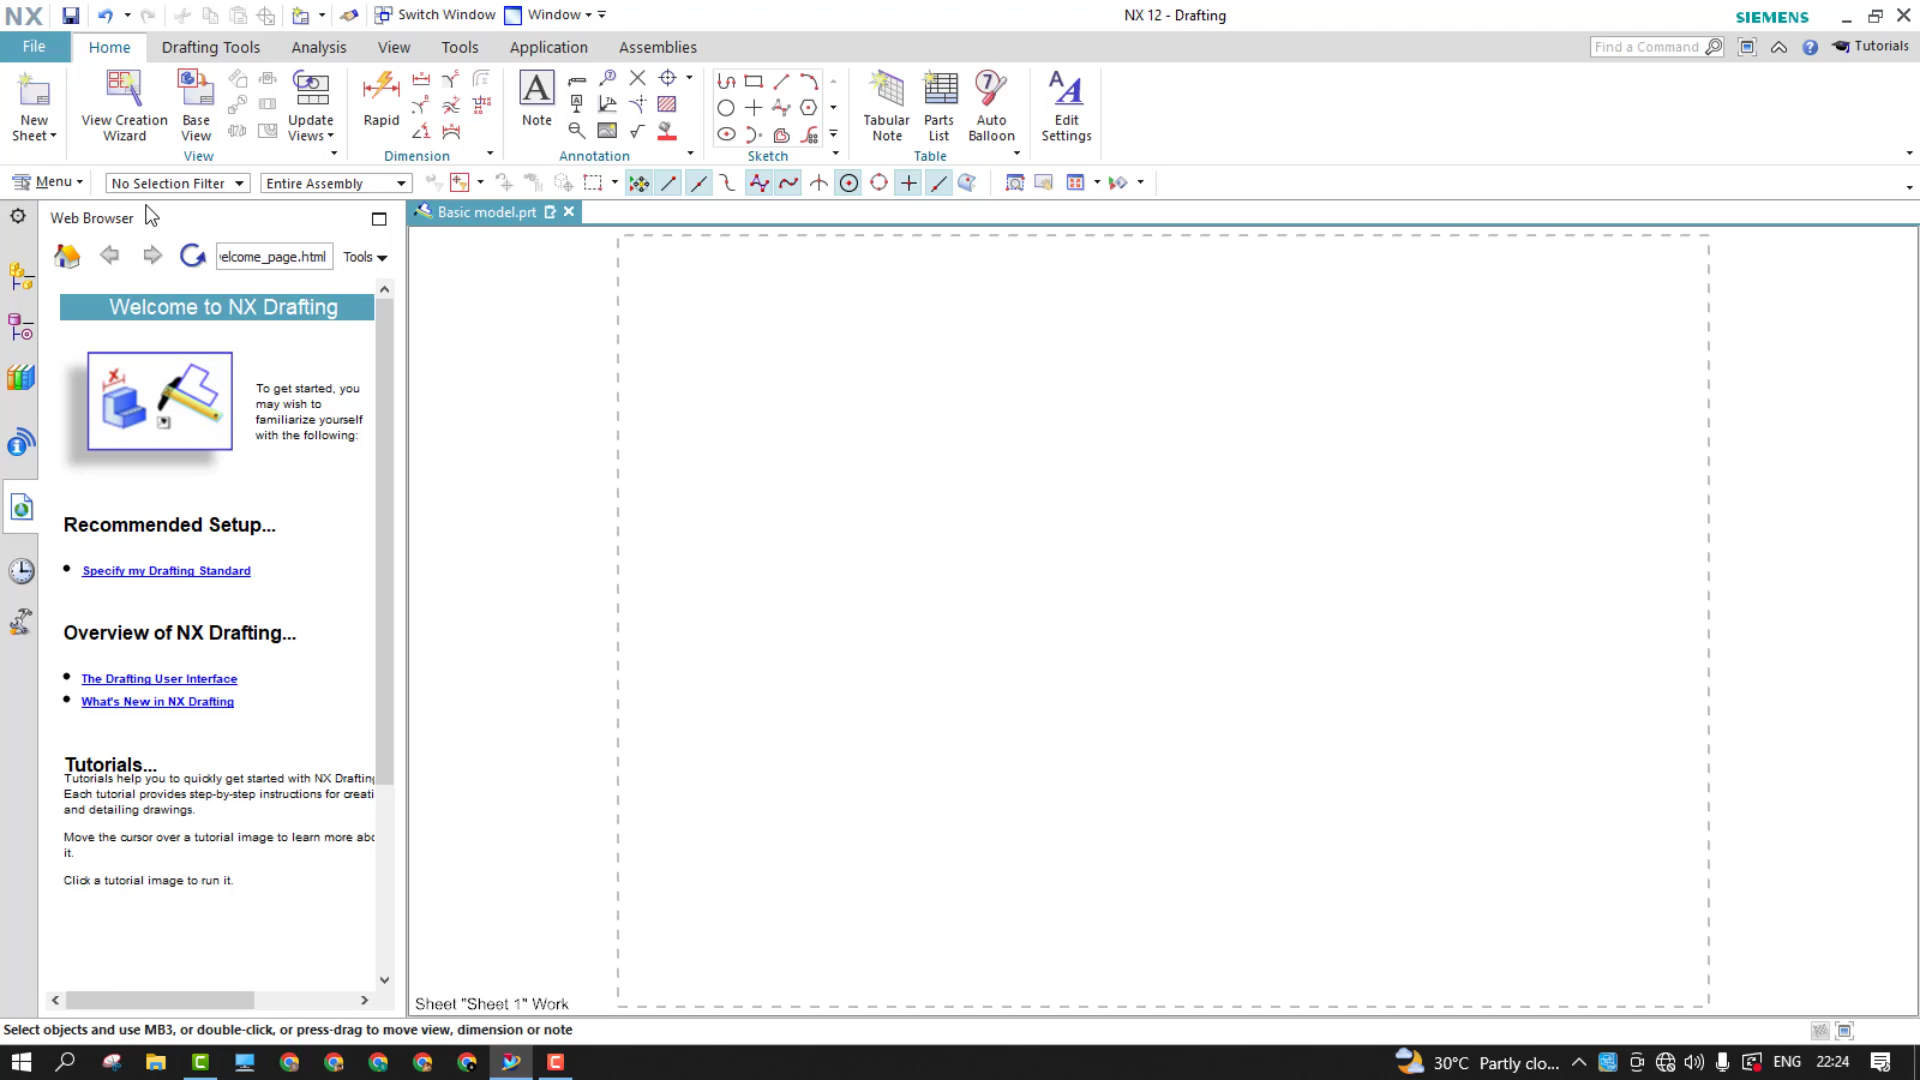 NX Switch Window Window NX 12 - Drafting SIEMENS
File Home Drafting Tools Analysis View Tools Application Assemblies Find a Command Tutorials
New Sheet View Creation Wizard Base View Update Views Rapid Note Tabular Note Parts List Auto Balloon Edit Settings
View Dimension Annotation Sketch Table
Menu No Selection Filter Entire Assembly
Web Browser
Basic model.prt
elcome_page.html Tools
Welcome to NX Drafting
To get started, you
may wish to
familiarize yourself
with the following:
Recommended Setup...
Specify my Drafting Standard
Overview of NX Drafting...
The Drafting User Interface
What's New in NX Drafting
Tutorials...
Tutorials help you to quickly get started with NX Drafting
Each tutorial provides step-by-step instructions for creati
and detailing drawings.
Move the cursor over a tutorial image to learn more abo
it.
Click a tutorial image to run it.
Sheet "Sheet 1" Work
Select objects and use MB3, or double-click, or press-drag to move view, dimension or note
30°C Partly clo... ENG 22:24